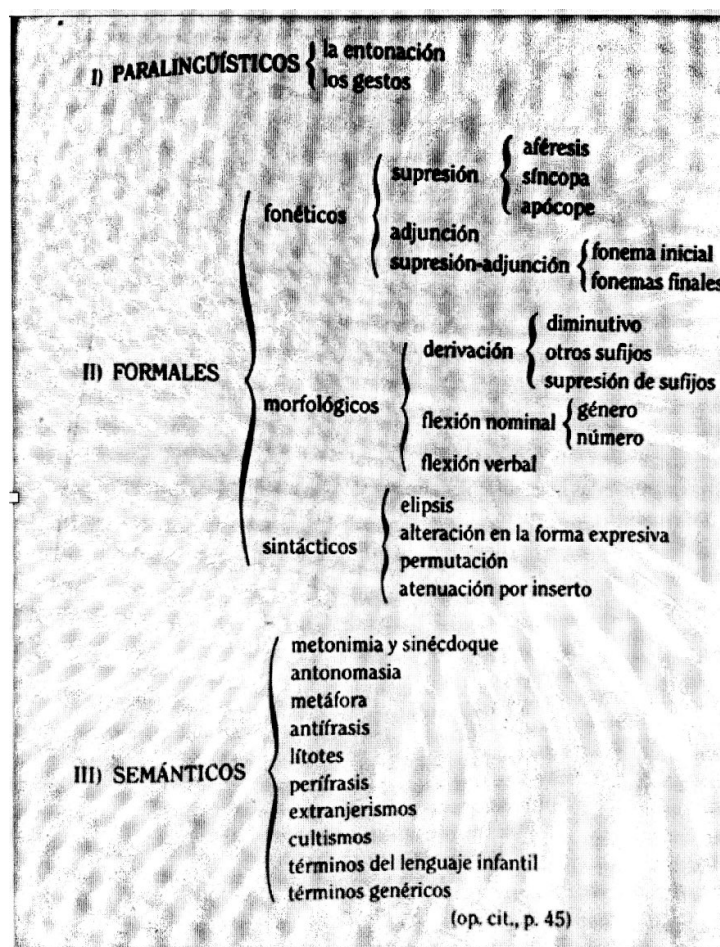 I) PARALINGÜÍSTICOS
la entonación
los gestos
II) FORMALES
fonéticos
supresión
aféresis
síncopa
apócope
adjunción
supresión-adjunción
fonema inicial
fonemas finales
morfológicos
derivación
diminutivo
otros sufijos
supresión de sufijos
flexión nominal
género
número
flexión verbal
sintácticos
elipsis
alteración en la forma expresiva
permutación
atenuación por inserto
III) SEMÁNTICOS
metonimia y sinécdoque
antonomasia
metáfora
antífrasis
lítotes
perífrasis
extranjerismos
cultismos
términos del lenguaje infantil
términos genéricos
(op. cit., p. 45)